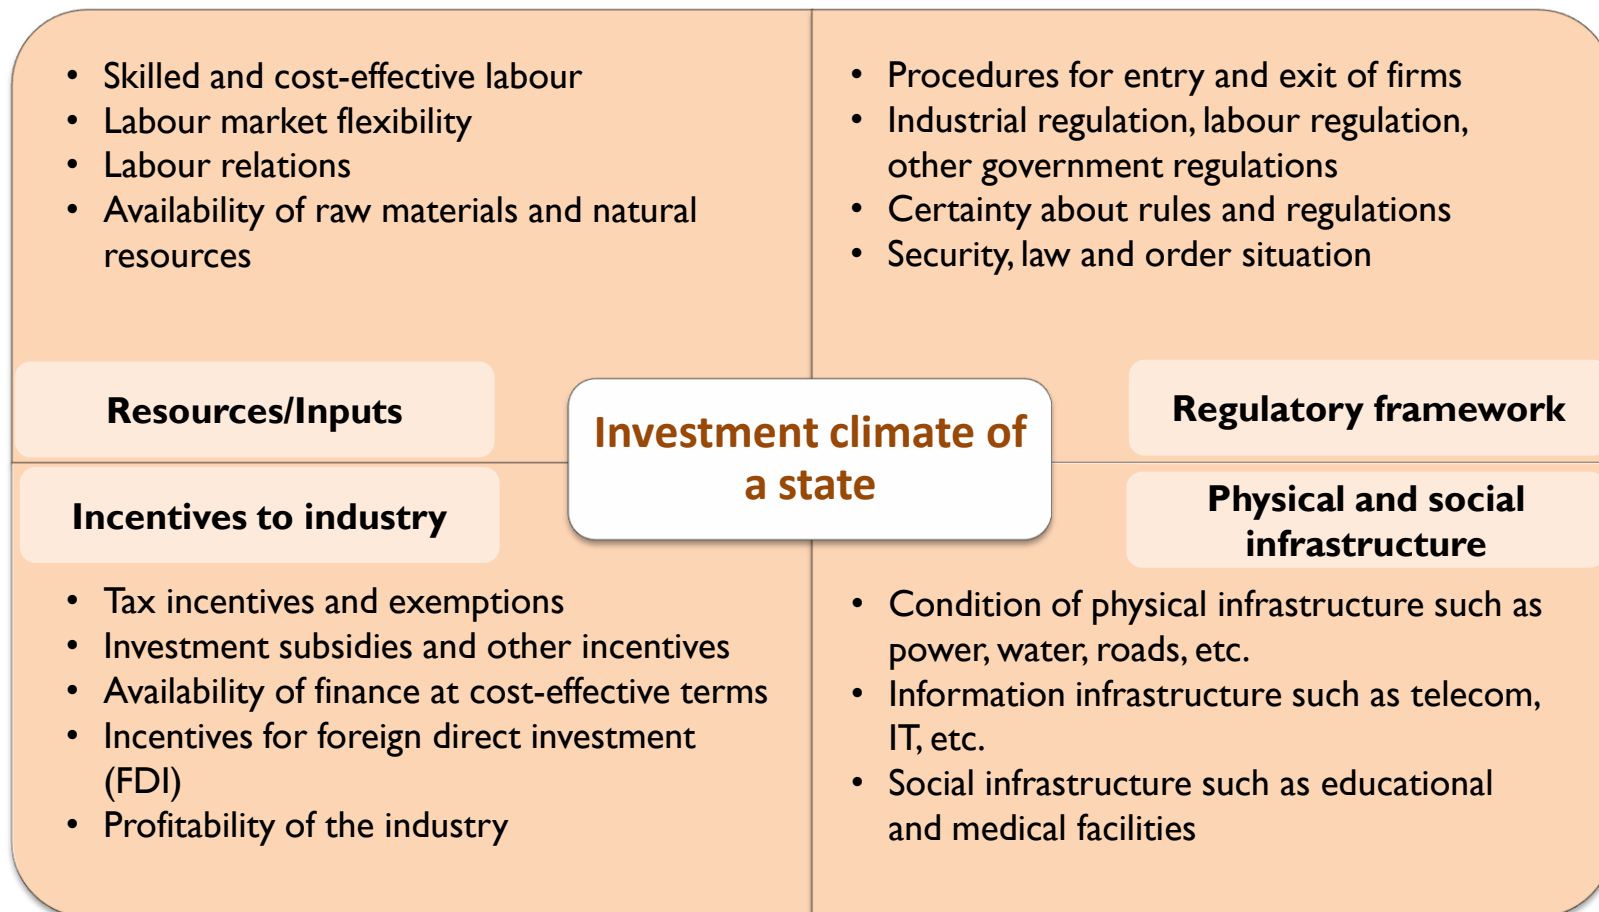 • Skilled and cost-effective labour
• Labour market flexibility
• Labour relations
• Availability of raw materials and natural
resources
Resources/Inputs
• Procedures for entry and exit of firms
• Industrial regulation, labour regulation,
other government regulations
• Certainty about rules and regulations
• Security, law and order situation
Regulatory framework
Investment climate of
a state
Incentives to industry
• Tax incentives and exemptions
• Investment subsidies and other incentives
• Availability of finance at cost-effective terms
• Incentives for foreign direct investment
(FDI)
• Profitability of the industry
Physical and social
infrastructure
• Condition of physical infrastructure such as
power, water, roads, etc.
• Information infrastructure such as telecom,
IT, etc.
• Social infrastructure such as educational
and medical facilities